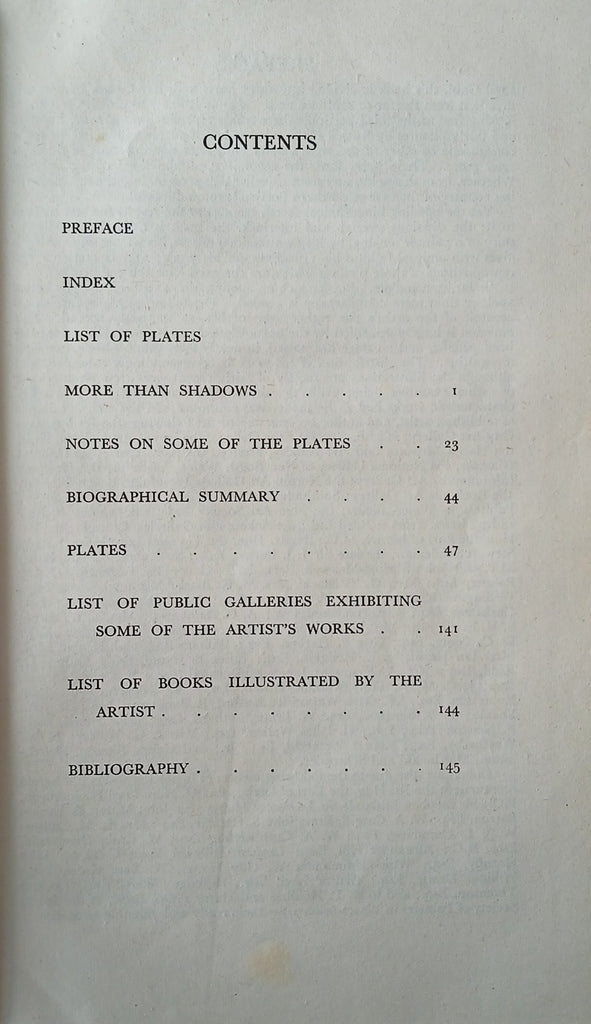 CONTENTS
PREFACE
INDEX
LIST OF PLATES
MORE THAN SHADOWS . . . . . 1
NOTES ON SOME OF THE PLATES . . 23
BIOGRAPHICAL SUMMARY . . . . 44
PLATES . . . . . . . . 47
LIST OF PUBLIC GALLERIES EXHIBITING
SOME OF THE ARTIST'S WORKS . . 141
LIST OF BOOKS ILLUSTRATED BY THE
ARTIST . . . . . . . . 144
BIBLIOGRAPHY . . . . . . . 145